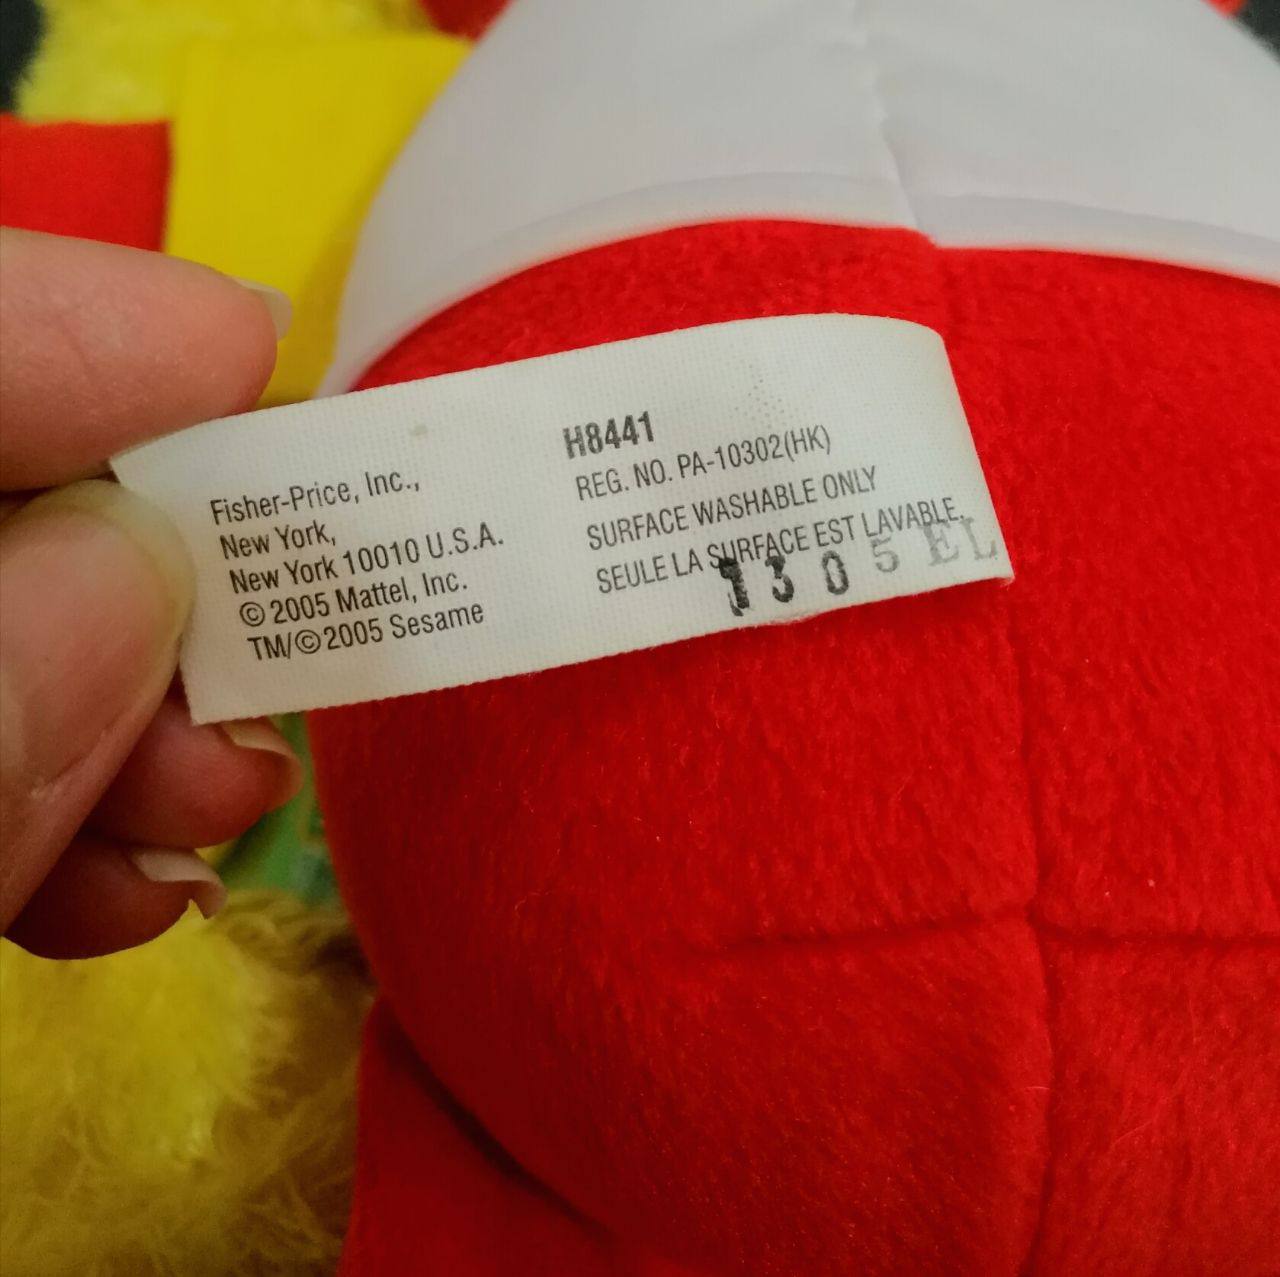 Fisher-Price, Inc.,
New York,
New York 10010 U.S.A.
© 2005 Mattel, Inc.
TM/© 2005 Sesame
H8441
REG. NO. PA-10302(HK)
SURFACE WASHABLE ONLY
SEULE LA SURFACE EST LAVABLE.
1305EL